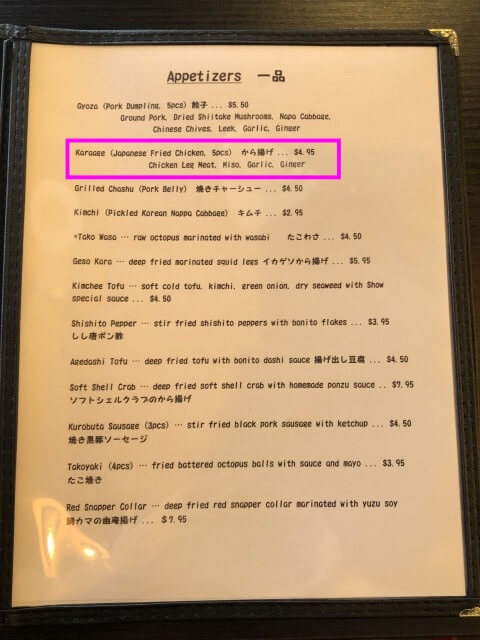 Appetizers 一品
Gyoza (Pork Dumpling, 5pcs) 餃子 ... $5.50
Ground Pork, Dried Shiitake Mushrooms, Napa Cabbage,
Chinese Chives, Leek, Garlic, Ginger
Karaage (Japanese Fried Chicken, 5pcs) から揚げ ... $4.95
Chicken Leg Meat, Miso, Garlic, Ginger
Grilled Chashu (Pork Belly) 焼きチャーシュー ... $4.50
Kimchi (Pickled Korean Nappa Cabbage) キムチ ... $2.95
*Tako Wasa … raw octopus marinated with wasabi たこわさ ... $4.50
Geso Kara … deep fried marinated squid legs イカゲソから揚げ ... $5.95
Kimchee Tofu … soft cold tofu, kimchi, green onion, dry seaweed with Show
special sauce ... $4.50
Shishito Pepper … stir fried shishito peppers with bonito flakes ... $3.95
しし唐ポン酢
Agedashi Tofu … deep fried tofu with bonito dashi sauce 揚げ出し豆腐 ... $4.50
Soft Shell Crab … deep fried soft shell crab with homemade ponzu sauce .. $7.95
ソフトシェルクラブのから揚げ
Kurobuta Sausage (3pcs) … stir fried black pork sausage with ketchup ... $4.50
焼き黒豚ソーセージ
Takoyaki (4pcs) … fried battered octopus balls with sauce and mayo ... $3.95
たこ焼き
Red Snapper Collar … deep fried red snapper collar marinated with yuzu soy
鯛カマの幽庵揚げ ... $7.95